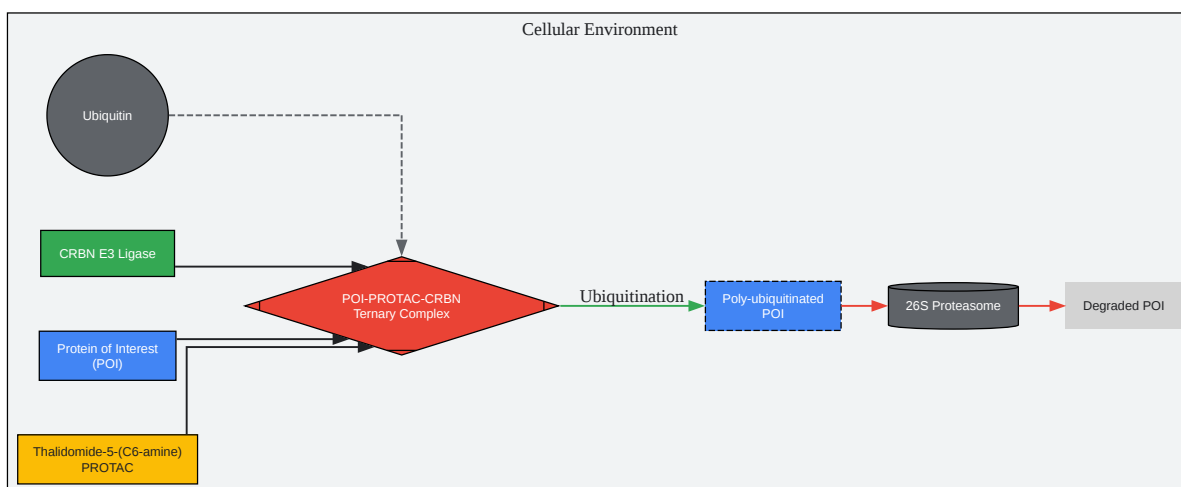 Cellular Environment
Ubiquitin
CRBN E3 Ligase
POI-PROTAC-CRBN
Ternary Complex
Ubiquitination
Poly-ubiquitinated
POI
26S Proteasome
Degraded POI
Protein of Interest
(POI)
Thalidomide-5-(C6-amine)
PROTAC